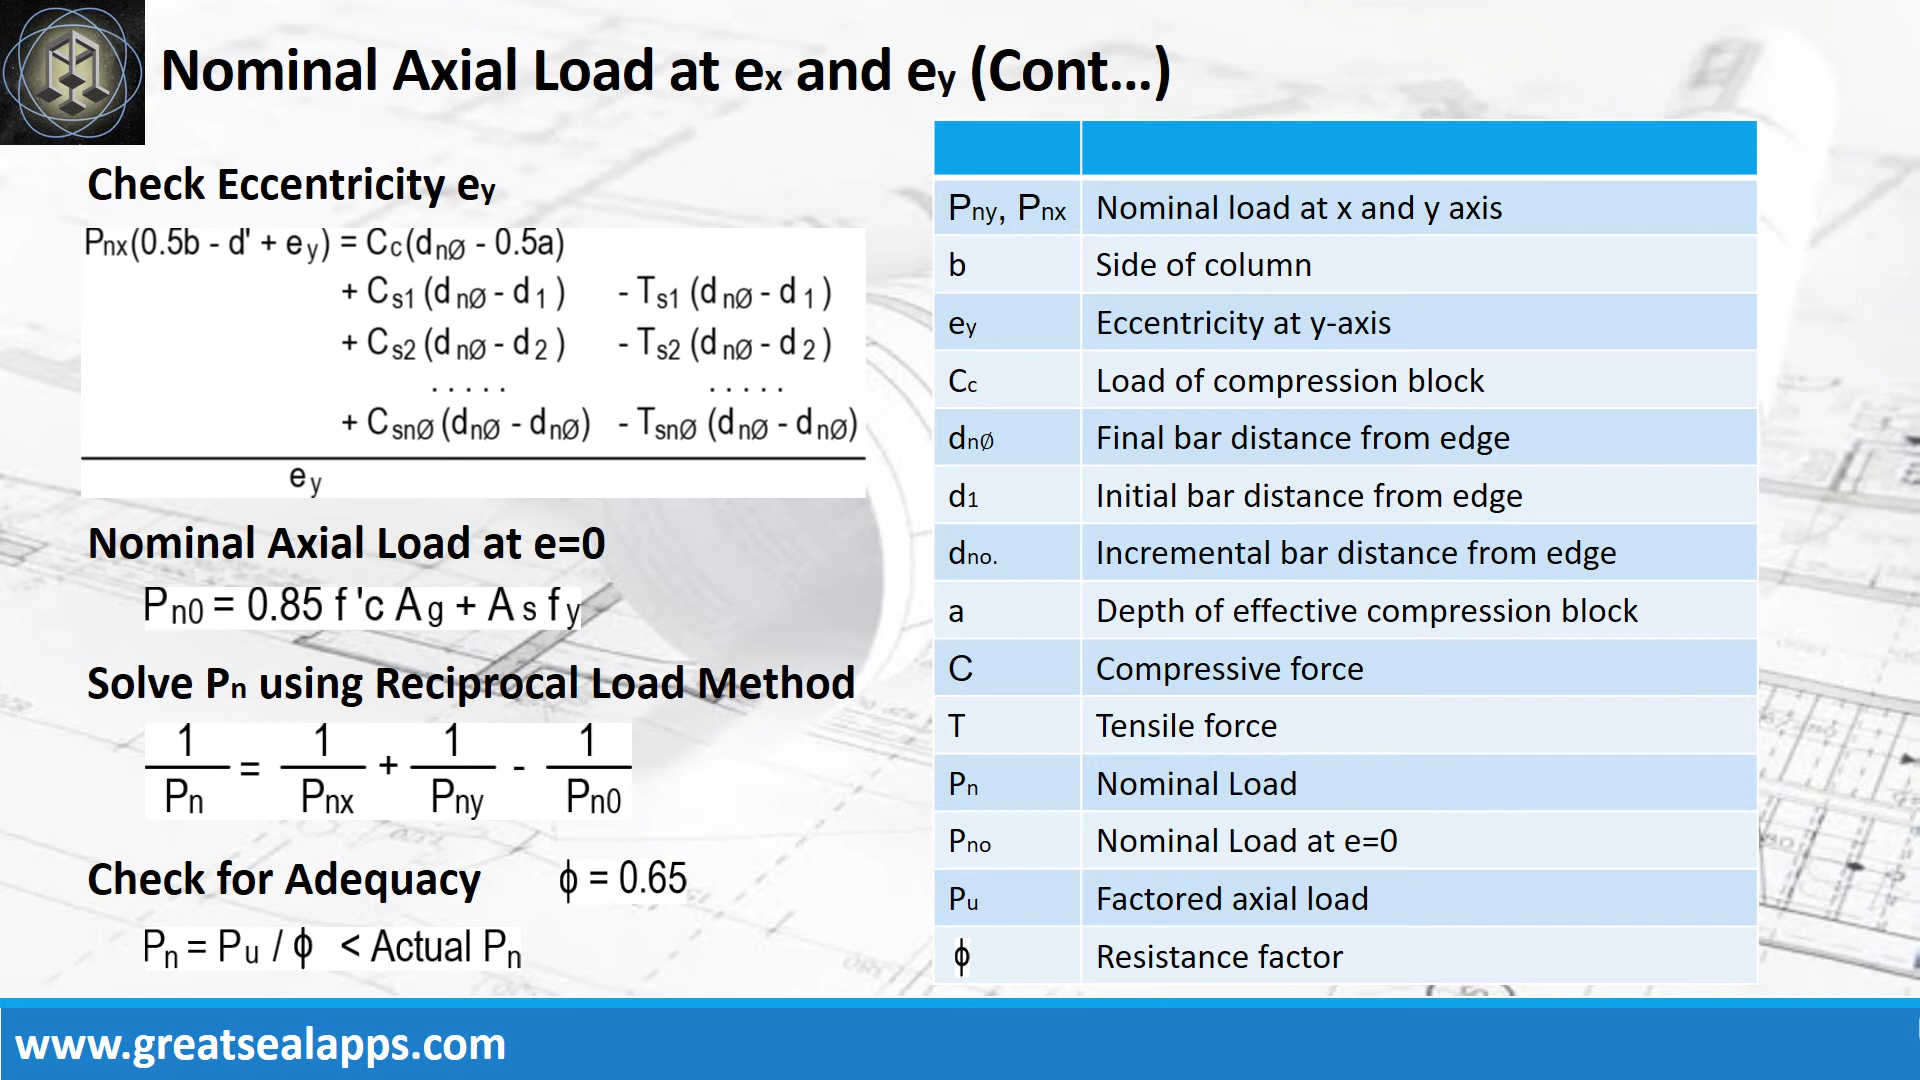 Nominal Axial Load at ex and ey (Cont...)
Check Eccentricity ey
Pnx(0.5b - d' + ey) = Cc(dnØ - 0.5a)
+ Cs1 (dnØ - d1) - Ts1 (dnØ - d1)
+ Cs2 (dnØ - d2) - Ts2 (dnØ - d2)
. . . . . . . . . .
+ CsnØ (dnØ - dnØ) - TsnØ (dnØ - dnØ)
ey
Nominal Axial Load at e=0
Pn0 = 0.85 f 'c Ag + As fy
Solve Pn using Reciprocal Load Method
1 1 1 1
= + -
Pn Pnx Pny Pn0
Check for Adequacy ϕ = 0.65
Pn = Pu / ϕ < Actual Pn
Pny, Pnx Nominal load at x and y axis
b Side of column
ey Eccentricity at y-axis
Cc Load of compression block
dnØ Final bar distance from edge
d1 Initial bar distance from edge
dno. Incremental bar distance from edge
a Depth of effective compression block
C Compressive force
T Tensile force
Pn Nominal Load
Pno Nominal Load at e=0
Pu Factored axial load
ϕ Resistance factor
www.greatsealapps.com